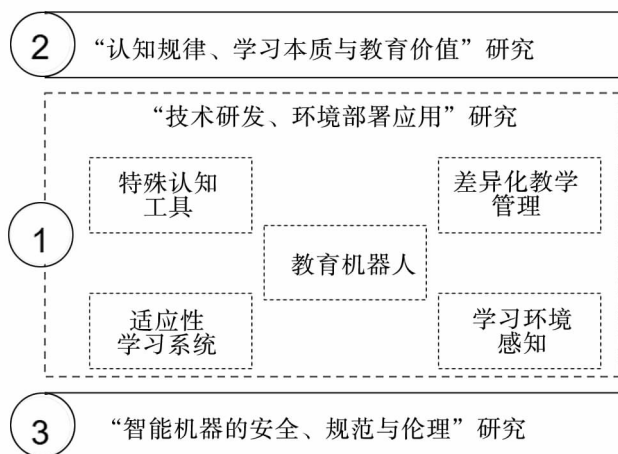 2
“认知规律、学习本质与教育价值”研究
“技术研发、环境部署应用”研究
特殊认知
工具
差异化教学
管理
1
教育机器人
适应性
学习系统
学习环境
感知
3
“智能机器的安全、规范与伦理”研究